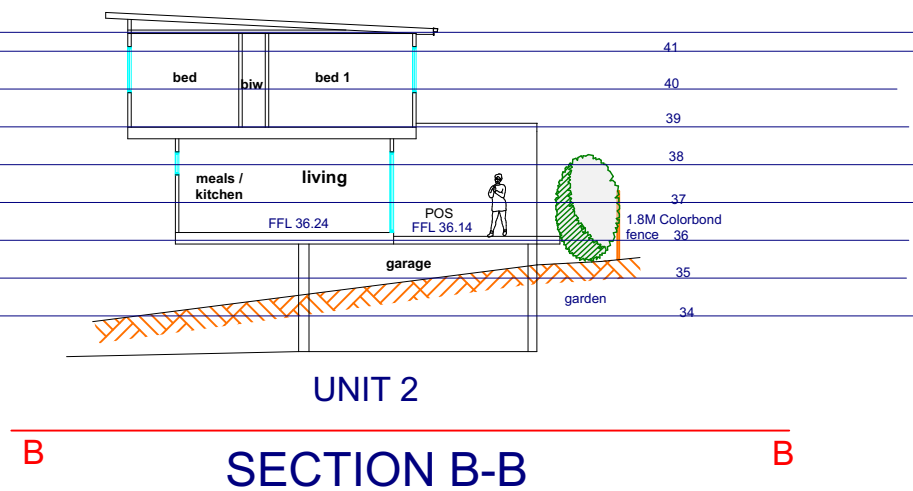 41
bed
biw
bed 1
40
39
38
meals /
kitchen
living
37
POS
1.8M Colorbond
fence
FFL 36.24
FFL 36.14
36
garage
35
garden
34
UNIT 2
B
B
SECTION B-B